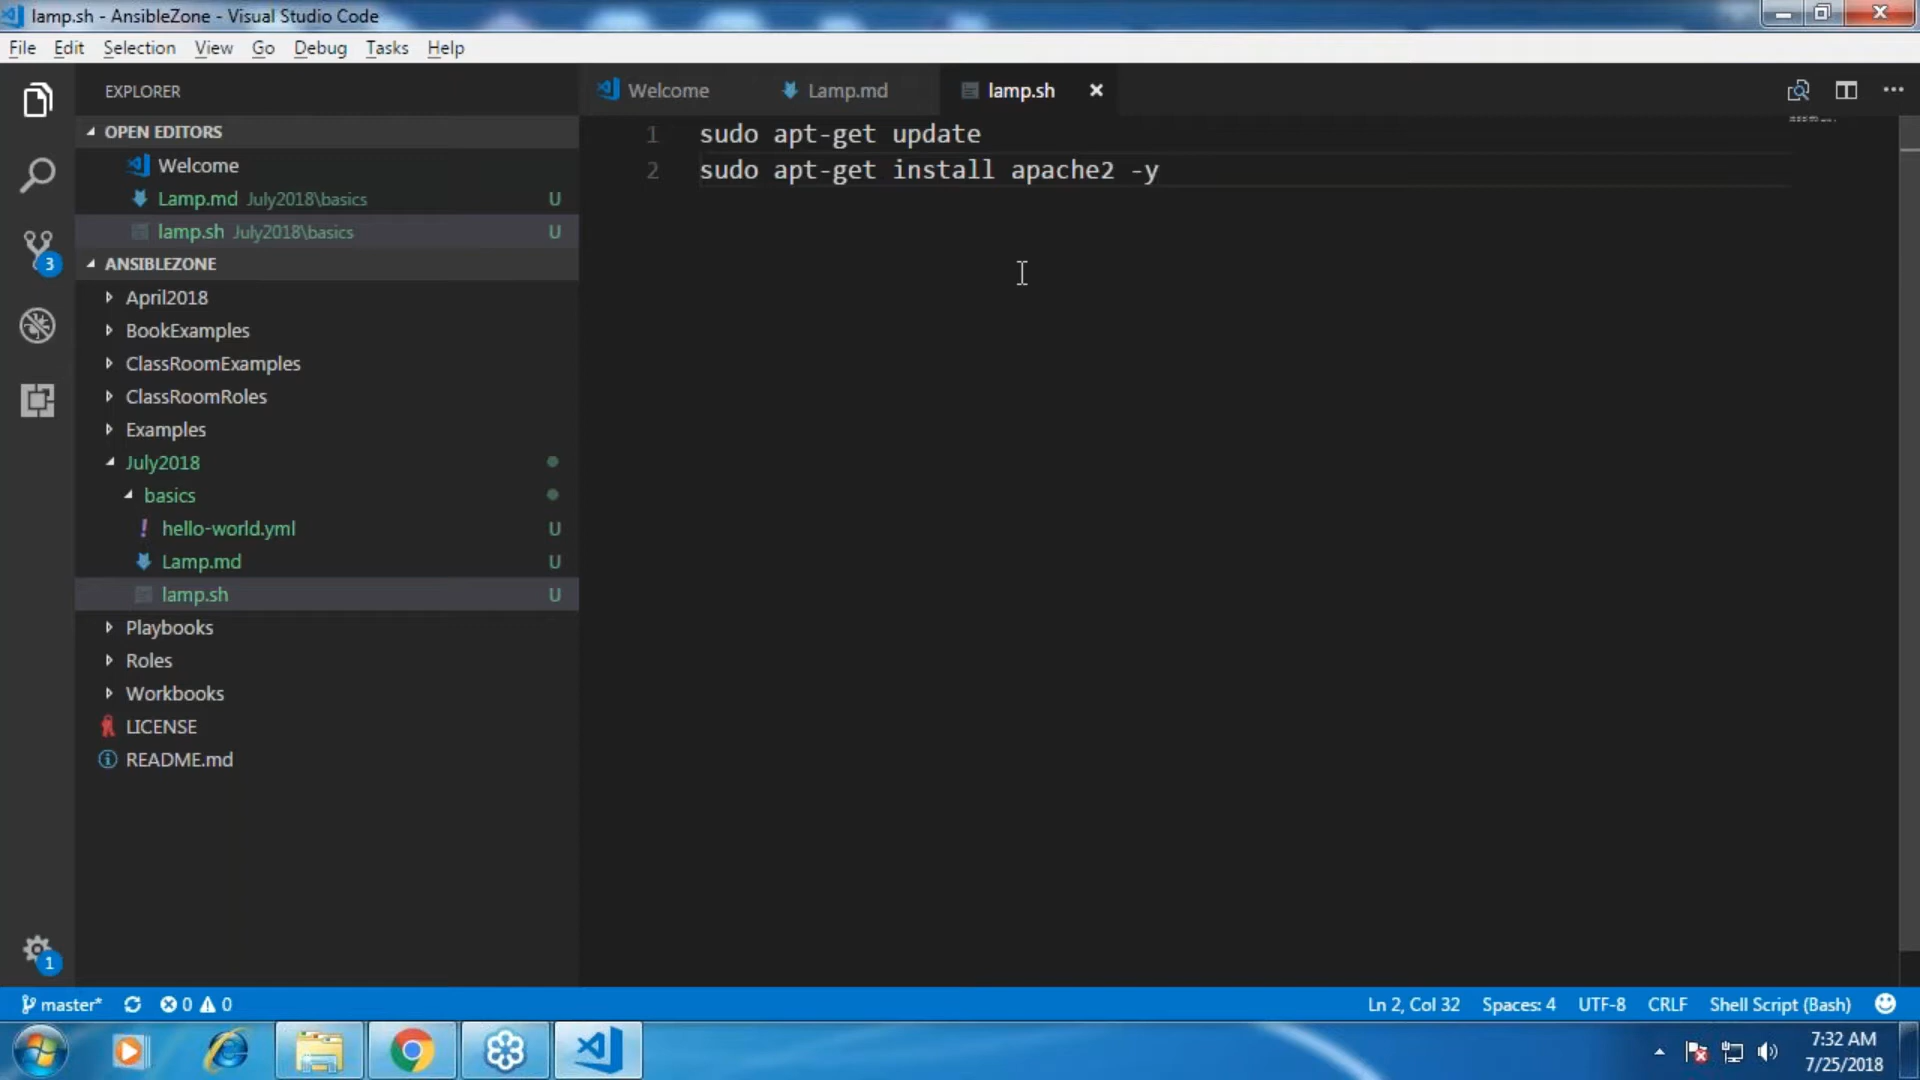 lamp.sh - AnsibleZone - Visual Studio Code
File Edit Selection View Go Debug Tasks Help
EXPLORER
OPEN EDITORS
Welcome
Lamp.md July2018\basics U
lamp.sh July2018\basics U
ANSIBLEZONE
April2018
BookExamples
ClassRoomExamples
ClassRoomRoles
Examples
July2018
basics
hello-world.yml U
Lamp.md U
lamp.sh U
Playbooks
Roles
Workbooks
LICENSE
README.md
3
1
Welcome Lamp.md lamp.sh
1 sudo apt-get update
2 sudo apt-get install apache2 -y
master* 0 0 Ln 2, Col 32 Spaces: 4 UTF-8 CRLF Shell Script (Bash)
7:32 AM
7/25/2018